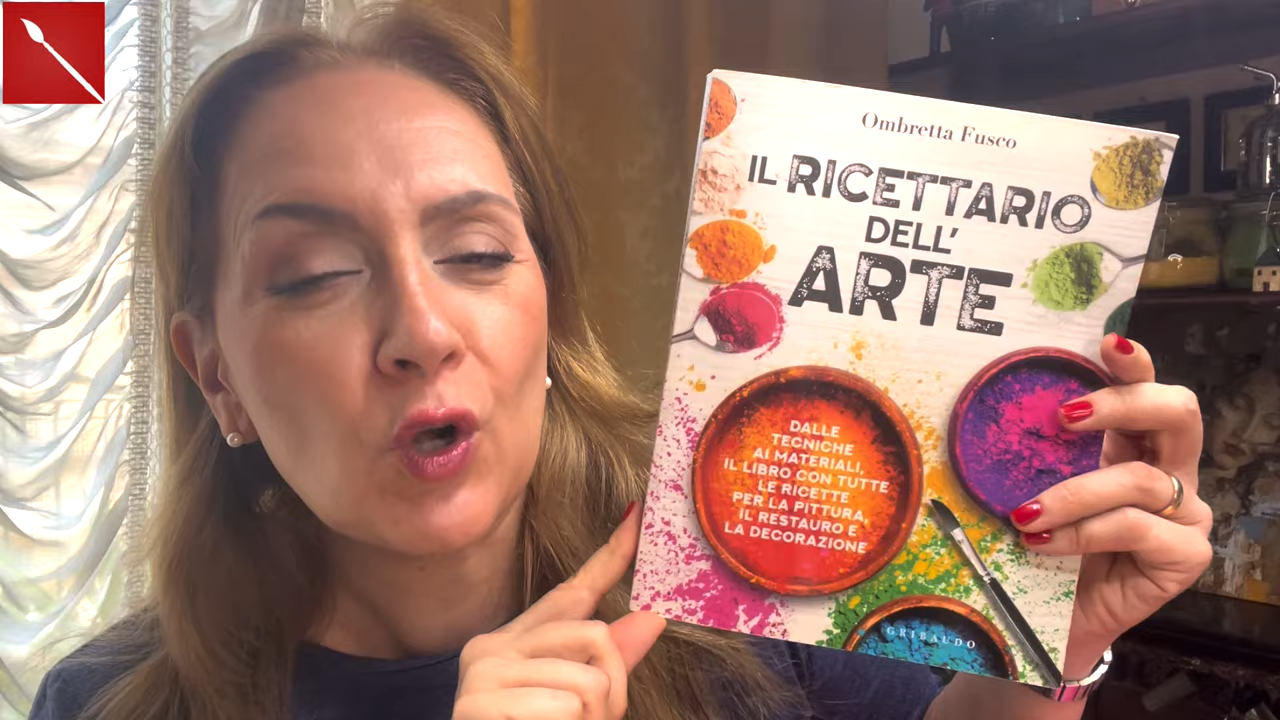 Ombretta Fusco
IL RICETTARIO
DELL'
ARTE
DALLE
TECNICHE
AI MATERIALI,
IL LIBRO CON TUTTE
LE RICETTE
PER LA PITTURA,
IL RESTAURO E
LA DECORAZIONE
GRIBAUDO